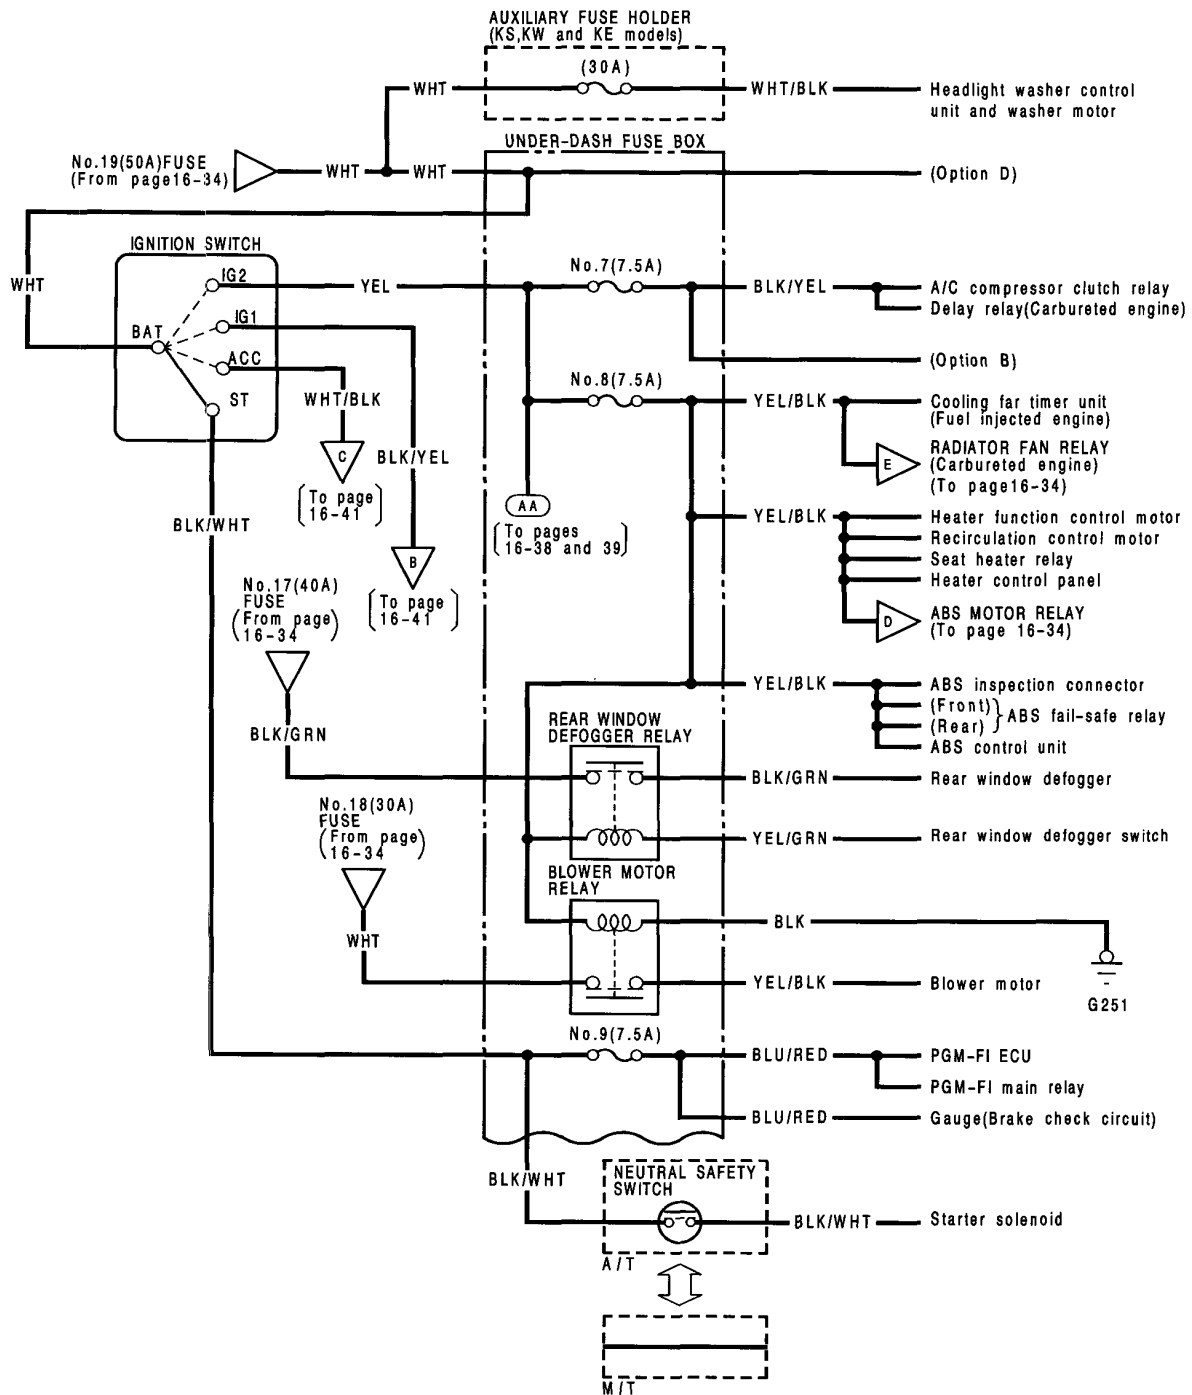 AUXILIARY FUSE HOLDER
(KS,KW and KE models)
(30A)
WHT
WHT/BLK
Headlight washer control
unit and washer motor
UNDER-DASH FUSE BOX
No.19(50A)FUSE
(From page16-34)
WHT
WHT
(Option D)
IGNITION SWITCH
WHT
IG2
YEL
No.7(7.5A)
BLK/YEL
A/C compressor clutch relay
Delay relay(Carbureted engine)
IG1
BAT
ACC
(Option B)
ST
WHT/BLK
No.8(7.5A)
YEL/BLK
Cooling far timer unit
(Fuel injected engine)
C
BLK/YEL
E
RADIATOR FAN RELAY
(Carbureted engine)
(To page16-34)
(To page
16-41)
AA
BLK/WHT
(To pages
16-38 and 39)
YEL/BLK
Heater function control motor
Recirculation control motor
Seat heater relay
Heater control panel
B
No.17(40A)
FUSE
(From page)
16-34
(To page
16-41)
D
ABS MOTOR RELAY
(To page 16-34)
YEL/BLK
ABS inspection connector
(Front)
(Rear)
ABS fail-safe relay
ABS control unit
BLK/GRN
REAR WINDOW
DEFOGGER RELAY
BLK/GRN
Rear window defogger
No.18(30A)
FUSE
(From page)
16-34
YEL/GRN
Rear window defogger switch
BLOWER MOTOR
RELAY
BLK
WHT
YEL/BLK
Blower motor
G251
No.9(7.5A)
BLU/RED
PGM-FI ECU
PGM-FI main relay
BLU/RED
Gauge(Brake check circuit)
BLK/WHT
NEUTRAL SAFETY
SWITCH
BLK/WHT
Starter solenoid
A/T
M/T